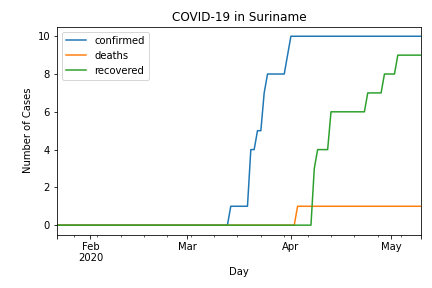 COVID-19 in Suriname
confirmed
deaths
recovered
10
8
6
4
2
0
Number of Cases
Feb
2020
Mar
Apr
May
Day